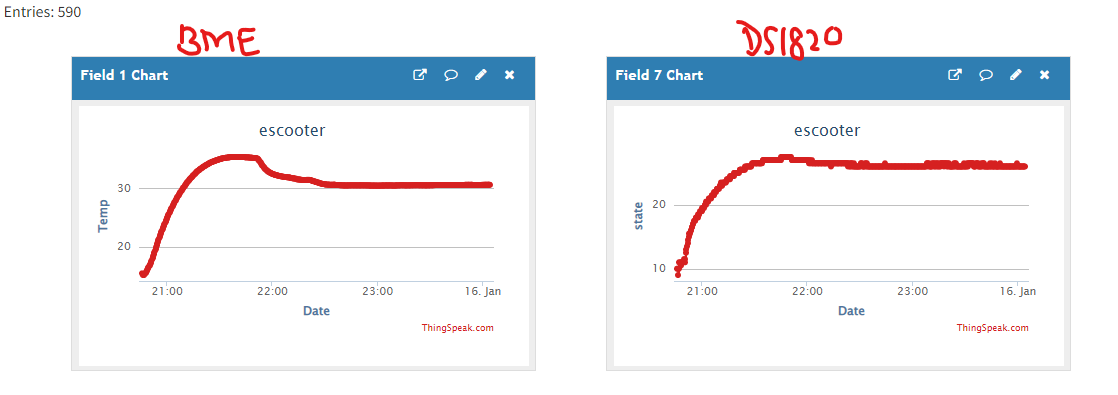 Entries: 590
BME
Field 1 Chart
escooter
30
20
Temp
21:00 22:00 23:00 16. Jan
Date
ThingSpeak.com
DS1820
Field 7 Chart
escooter
20
10
state
21:00 22:00 23:00 16. Jan
Date
ThingSpeak.com